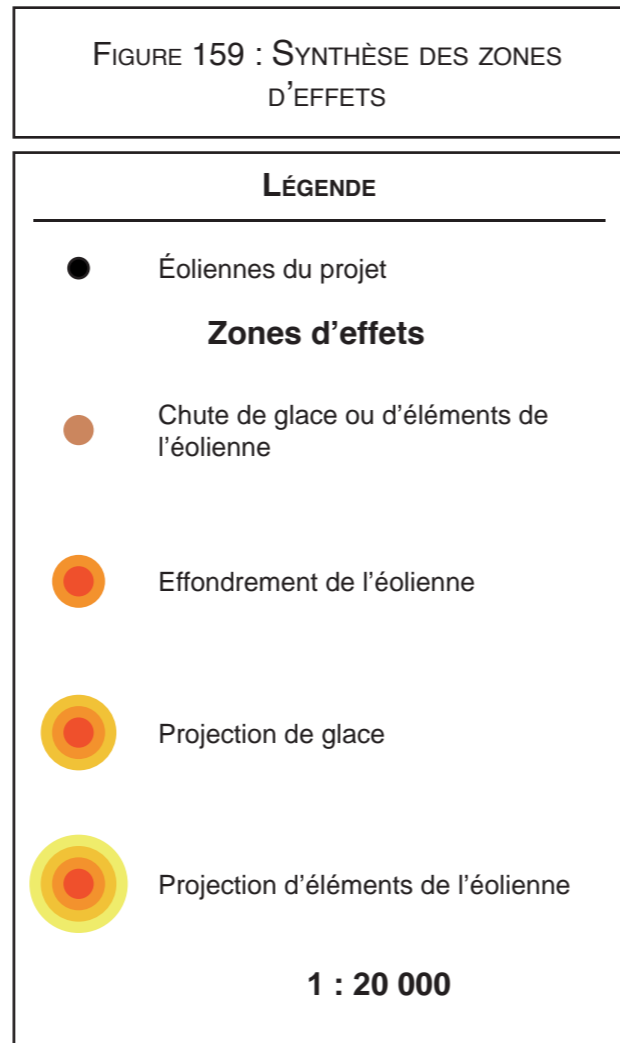 Figure 159 : Synthèse des zones
d'effets
Légende
Éoliennes du projet
Zones d'effets
Chute de glace ou d'éléments de
l'éolienne
Effondrement de l'éolienne
Projection de glace
Projection d'éléments de l'éolienne
1 : 20 000